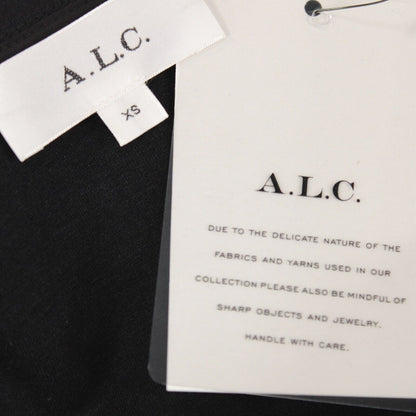 A.L.C.
XS
A.L.C.
DUE TO THE DELICATE NATURE OF THE
FABRICS AND YARNS USED IN OUR
COLLECTION PLEASE ALSO BE MINDFUL OF
SHARP OBJECTS AND JEWELRY.
HANDLE WITH CARE.